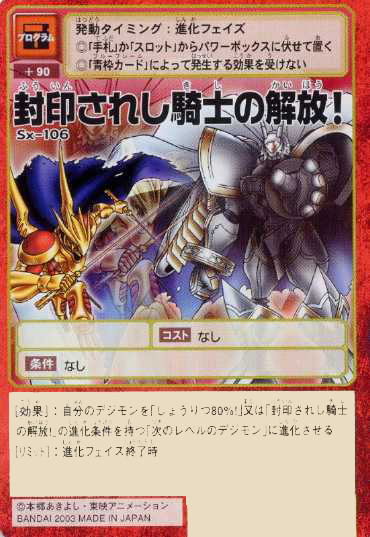 プログラム
+90
発動タイミング：進化フェイズ
◎「手札」か「スロット」からパワーボックスに伏せて置く
◎「青枠カード」によって発生する効果を受けない
封印されし騎士の解放！
Sx-106
コスト なし
条件 なし
[効果]：自分のデジモンを「しょうりつ80%!」又は「封印されし騎士
の解放!」の進化条件を持つ「次のレベルのデジモン」に進化させる
[リミット]：進化フェイズ終了時
©本郷あきよし・東映アニメーション
BANDAI 2003 MADE IN JAPAN